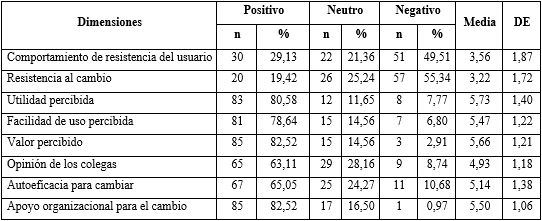 Dimensiones Positivo Neutro Negativo Media DE
n % n % n %
Comportamiento de resistencia del usuario 30 29,13 22 21,36 51 49,51 3,56 1,87
Resistencia al cambio 20 19,42 26 25,24 57 55,34 3,22 1,72
Utilidad percibida 83 80,58 12 11,65 8 7,77 5,73 1,40
Facilidad de uso percibida 81 78,64 15 14,56 7 6,80 5,47 1,22
Valor percibido 85 82,52 15 14,56 3 2,91 5,66 1,21
Opinión de los colegas 65 63,11 29 28,16 9 8,74 4,93 1,18
Autoeficacia para cambiar 67 65,05 25 24,27 11 10,68 5,14 1,38
Apoyo organizacional para el cambio 85 82,52 17 16,50 1 0,97 5,50 1,06